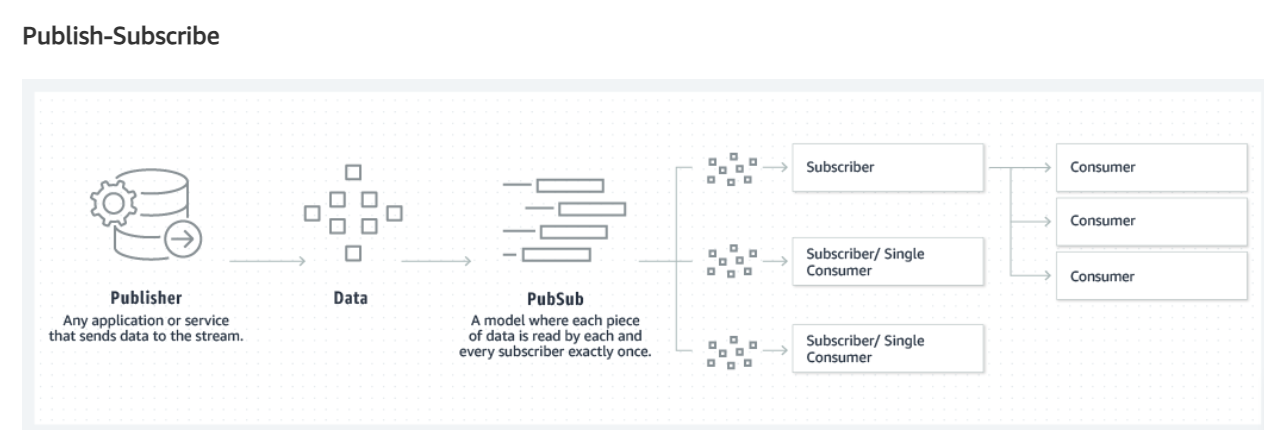 Publish-Subscribe
Publisher
Any application or service
that sends data to the stream.
Data
PubSub
A model where each piece
of data is read by each and
every subscriber exactly once.
Subscriber
Subscriber/ Single
Consumer
Subscriber/ Single
Consumer
Consumer
Consumer
Consumer